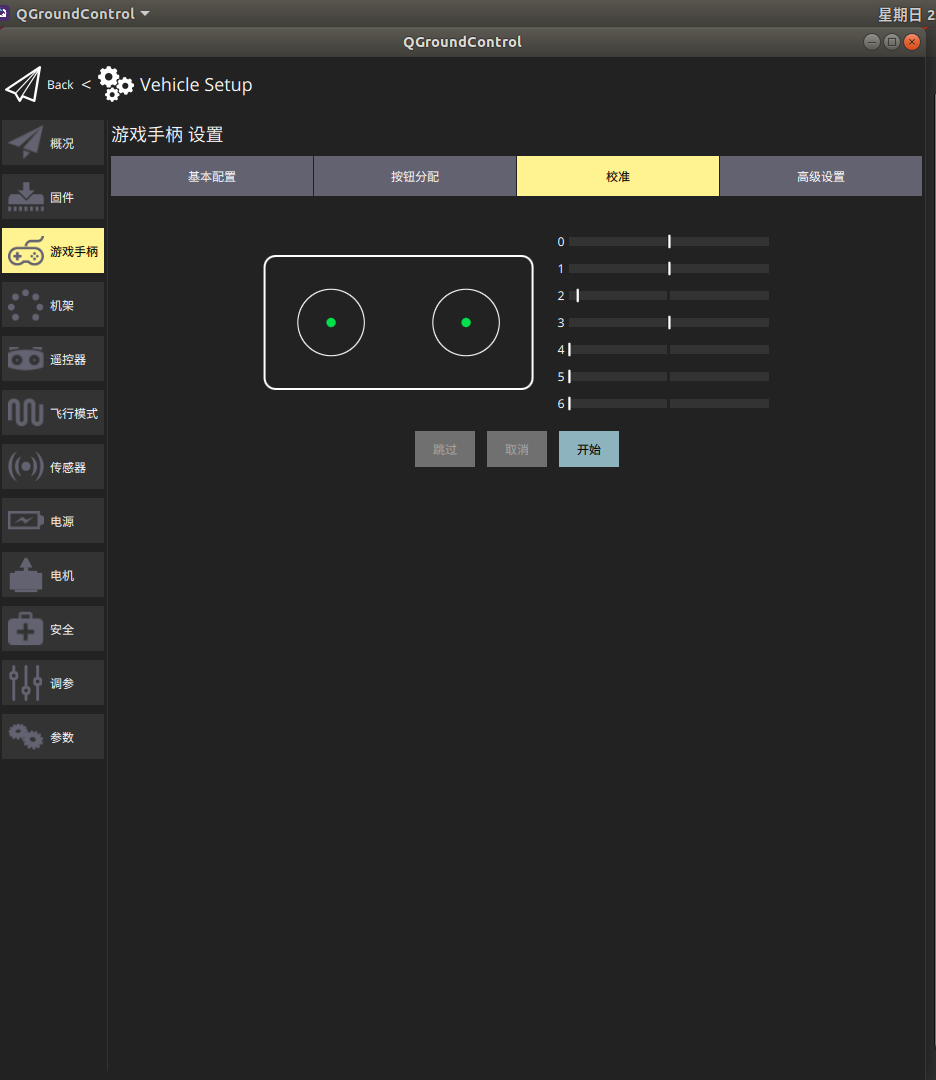 QGroundControl
星期日 2
QGroundControl
Back < Vehicle Setup
游戏手柄 设置
基本配置 按钮分配 校准 高级设置
概况
固件
游戏手柄
机架
遥控器
飞行模式
传感器
电源
电机
安全
调参
参数
0
1
2
3
4
5
6
跳过 取消 开始